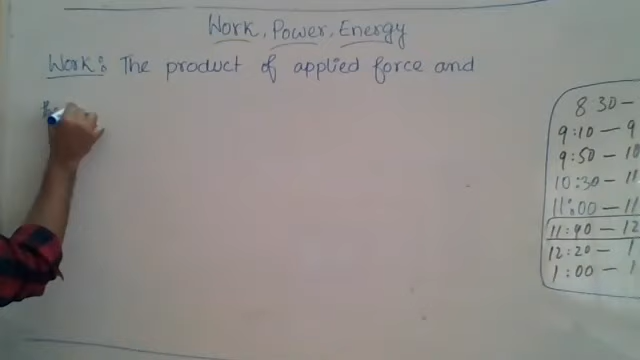 Work, Power, Energy
Work: The product of applied force and
8:30 –
9:10 – 9
9:50 – 10
10:30 – 11
11:00 – 11
11:40 – 12
12:20 – 1
1:00 – 1